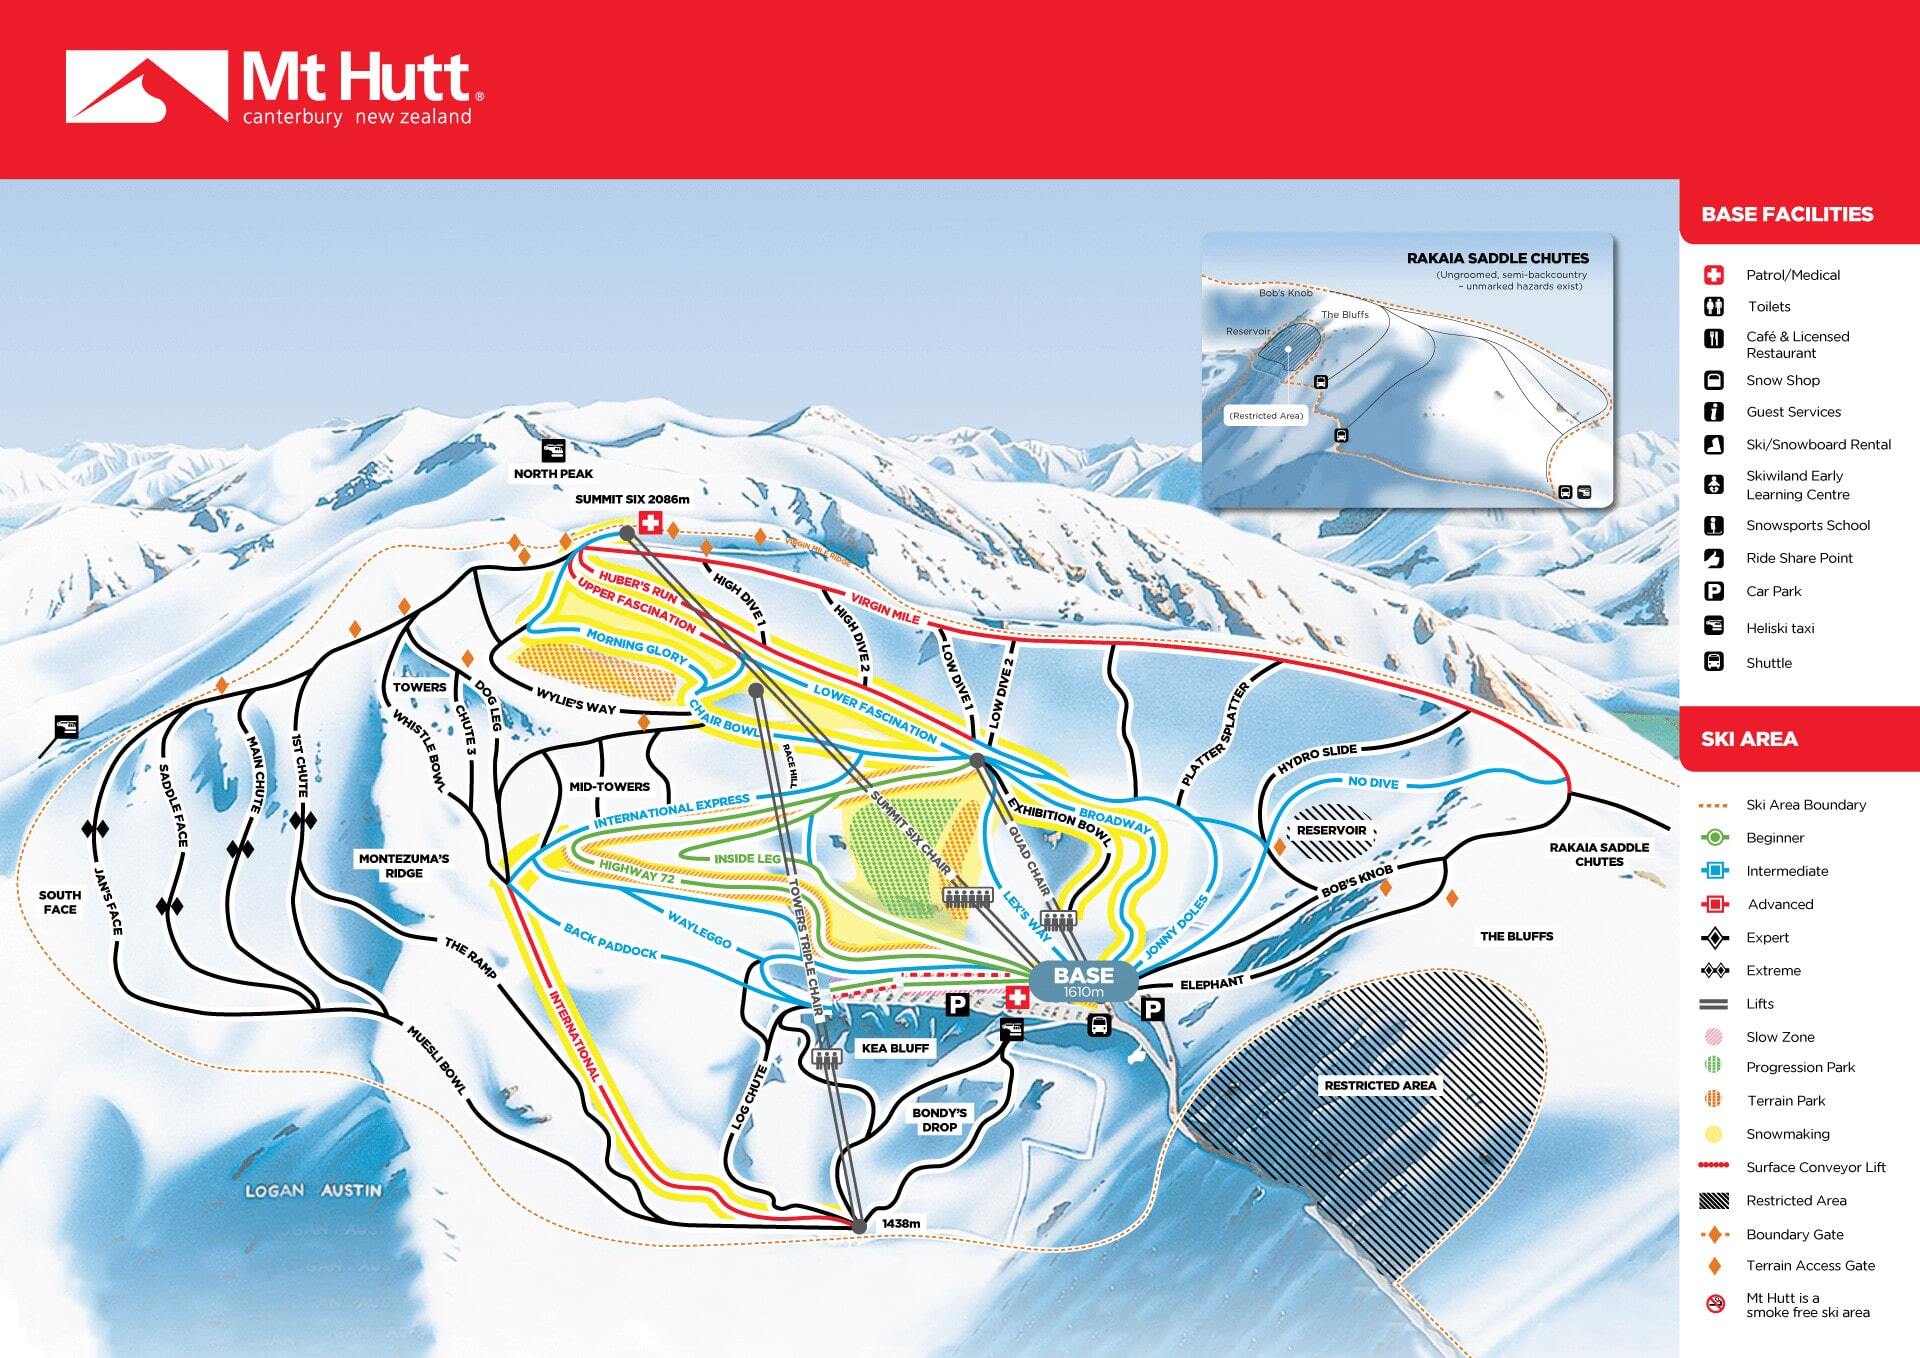 Mt Hutt®
canterbury new zealand
RAKAIA SADDLE CHUTES
(Ungroomed, semi-backcountry
– unmarked hazards exist)
Bob's Knob
The Bluffs
Reservoir
(Restricted Area)
NORTH PEAK
SUMMIT SIX 2086m
VIRGIN MILE RIDGE
HUBER'S RUN
UPPER FASCINATION
HIGH DIVE 1
HIGH DIVE 2
VIRGIN MILE
MORNING GLORY
LOW DIVE 1
LOW DIVE 2
TOWERS
DOG LEG
WYLIE'S WAY
LOWER FASCINATION
CHAIR BOWL
WHISTLE BOWL
CHUTE 3
PLATTER SPLATTER
HYDRO SLIDE
NO DIVE
SADDLE FACE
MAIN CHUTE
1ST CHUTE
RACE HILL
MID-TOWERS
INTERNATIONAL EXPRESS
SUMMIT SIX CHAIR
EXHIBITION BOWL
BROADWAY
QUAD CHAIR
RESERVOIR
RAKAIA SADDLE
CHUTES
MONTEZUMA'S
RIDGE
INSIDE LEG
HIGHWAY 72
BOB'S KNOB
JAN'S FACE
SOUTH
FACE
TOWERS TRIPLE CHAIR
LEX'S WAY
JONNY DOLES
WAYLEGGO
BACK PADDOCK
THE BLUFFS
THE RAMP
BASE
1610m
ELEPHANT
P
P
INTERNATIONAL
MUESLI BOWL
KEA BLUFF
LOG CHUTE
BONDY'S
DROP
RESTRICTED AREA
LOGAN AUSTIN
1438m
BASE FACILITIES
Patrol/Medical
Toilets
Café & Licensed
Restaurant
Snow Shop
i Guest Services
Ski/Snowboard Rental
Skiwiland Early
Learning Centre
Snowsports School
Ride Share Point
P Car Park
Heliski taxi
Shuttle
SKI AREA
Ski Area Boundary
Beginner
Intermediate
Advanced
Expert
Extreme
Lifts
Slow Zone
Progression Park
Terrain Park
Snowmaking
Surface Conveyor Lift
Restricted Area
Boundary Gate
Terrain Access Gate
Mt Hutt is a
smoke free ski area